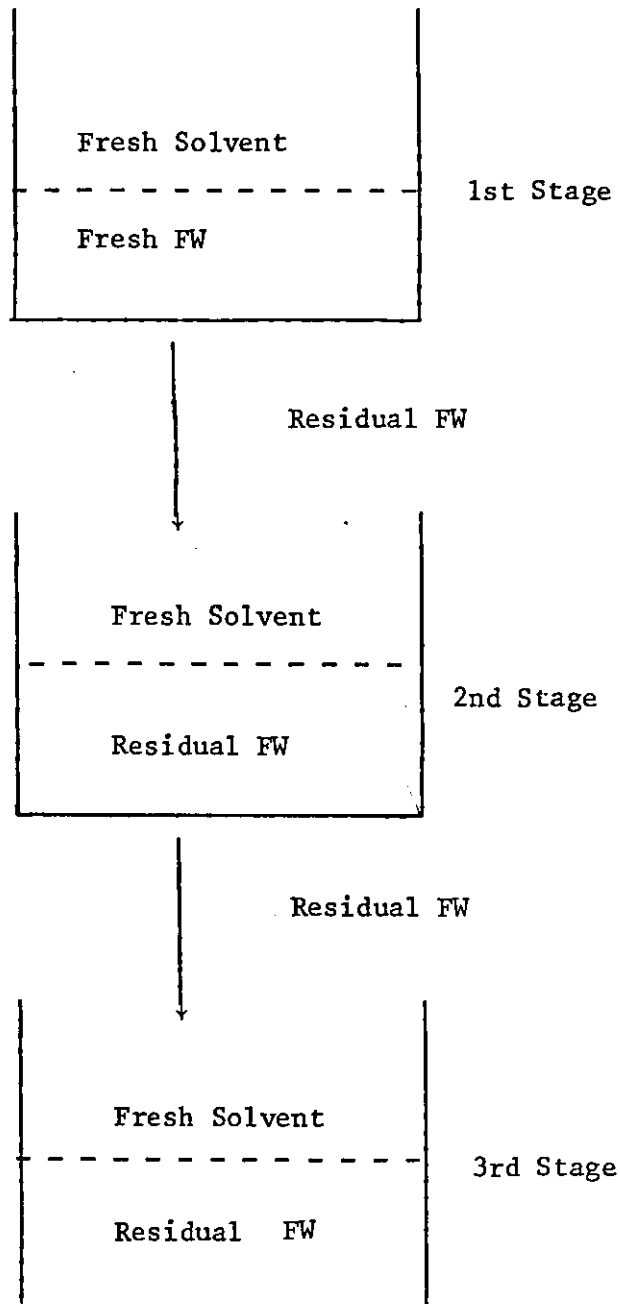 Fresh Solvent
1st Stage
Fresh FW
Residual FW
Fresh Solvent
2nd Stage
Residual FW
Residual FW
Fresh Solvent
3rd Stage
Residual FW